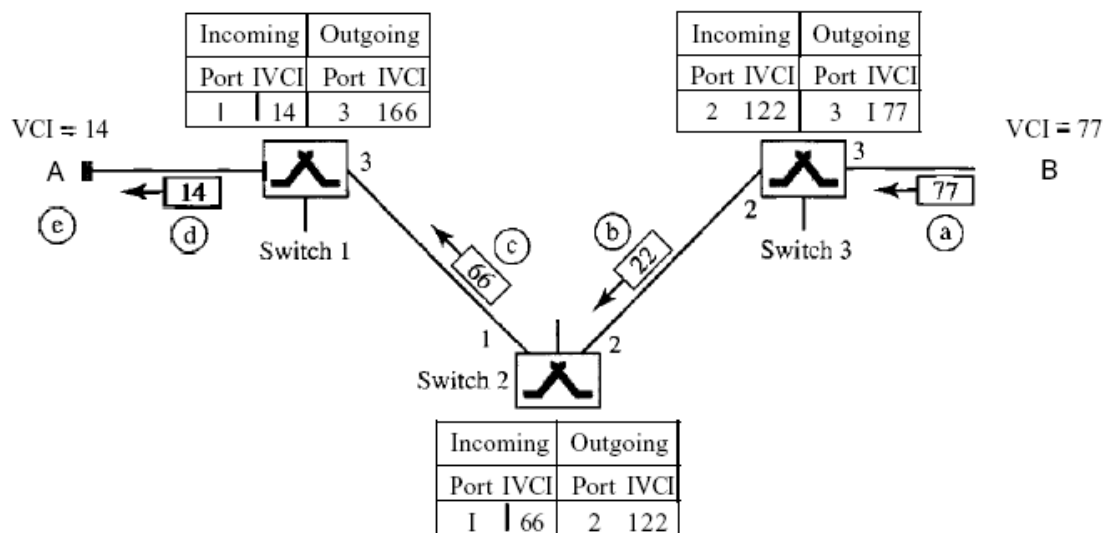 Incoming Outgoing
Port IVCI Port IVCI
I 14 3 166
Incoming Outgoing
Port IVCI Port IVCI
2 122 3 I 77
VCI = 14
VCI = 77
A
14
e
d
3
Switch 1
c
66
b
22
2
3
Switch 3
77
a
B
1
2
Switch 2
Incoming Outgoing
Port IVCI Port IVCI
I 66 2 122